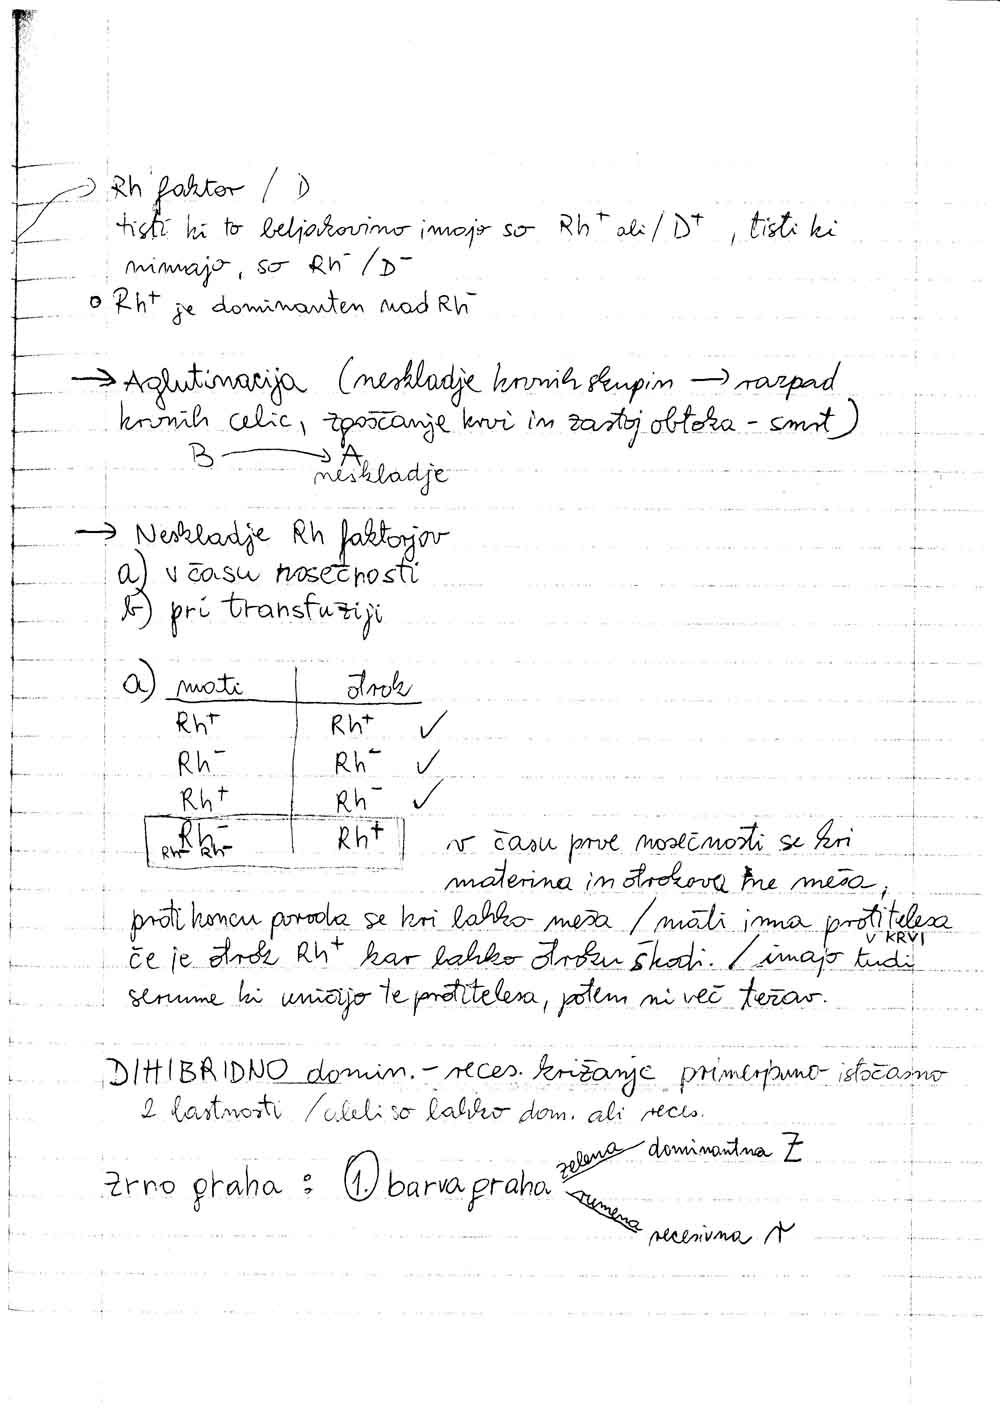 Rh faktor / D
tisti ki to beljakovino imajo so Rh⁺ ali / D⁺, tisti ki
nimajo, so Rh⁻ / D⁻
• Rh⁺ je dominanten nad Rh⁻
→ Aglutinacija (neskladje krvnih skupin → razpad
krvnih celic, zgoščanje krvi in zastoj obtoka - smrt)
B → A
neskladje
→ Neskladje Rh faktorjov
a) v času nosečnosti
b) pri transfuziji
a) mati | otrok
Rh⁺ | Rh⁺ ✓
Rh⁻ | Rh⁻ ✓
Rh⁺ | Rh⁻ ✓
Rh⁻ | Rh⁺
Rh⁻ Rh⁻
v času prve nosečnosti se kri
materina in otrokova ne meša,
proti koncu poroda se kri lahko meša / mati ima protitelesa
V KRVI
če je otrok Rh⁺ kar lahko otroku škodi. / imajo tudi
serume ki uničijo te protitelesa, potem ni več težav.
DIHIBRIDNO domin. - reces. križanje primerjamo istočasno
2 lastnosti / aleli so lahko dom. ali reces.
Zrno graha : 1. barva graha
zelena dominantna Z
rumena recesivna r